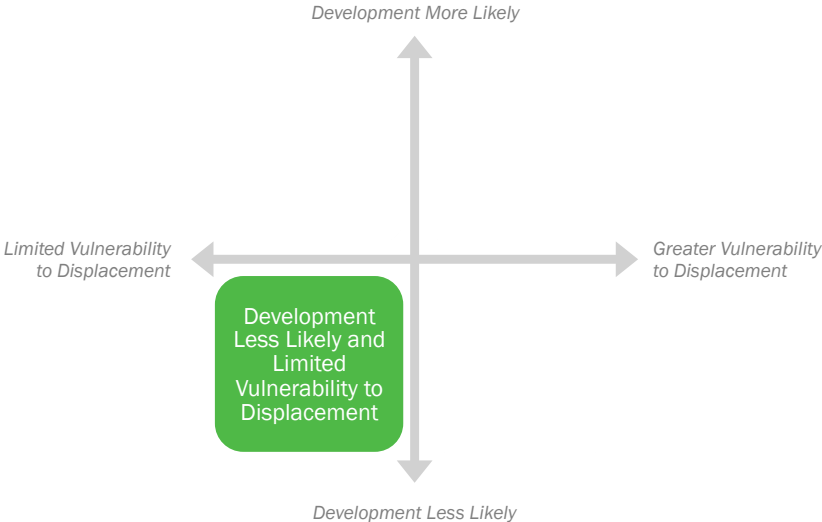 Development More Likely
Limited Vulnerability
to Displacement
Greater Vulnerability
to Displacement
Development
Less Likely and
Limited
Vulnerability to
Displacement
Development Less Likely